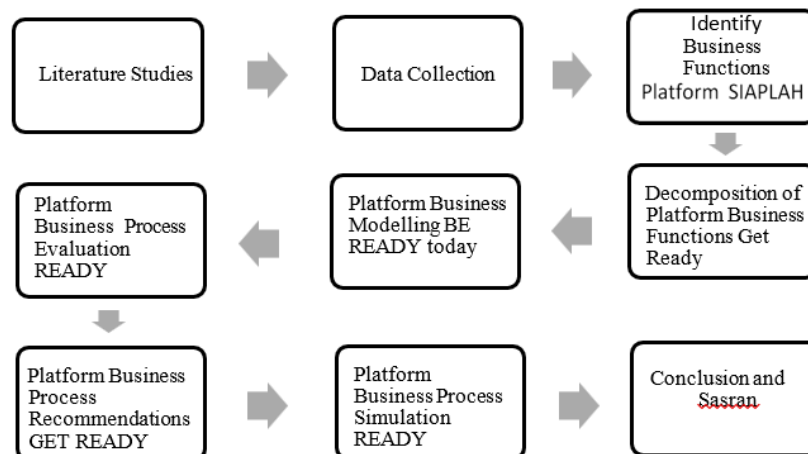 Literature Studies
Data Collection
Identify
Business
Functions
Platform SIAPLAH
Decomposition of
Platform Business
Functions Get
Ready
Platform Business
Modelling BE
READY today
Platform
Business Process
Evaluation
READY
Platform Business
Process
Recommendations
GET READY
Platform
Business Process
Simulation
READY
Conclusion and
Sasran